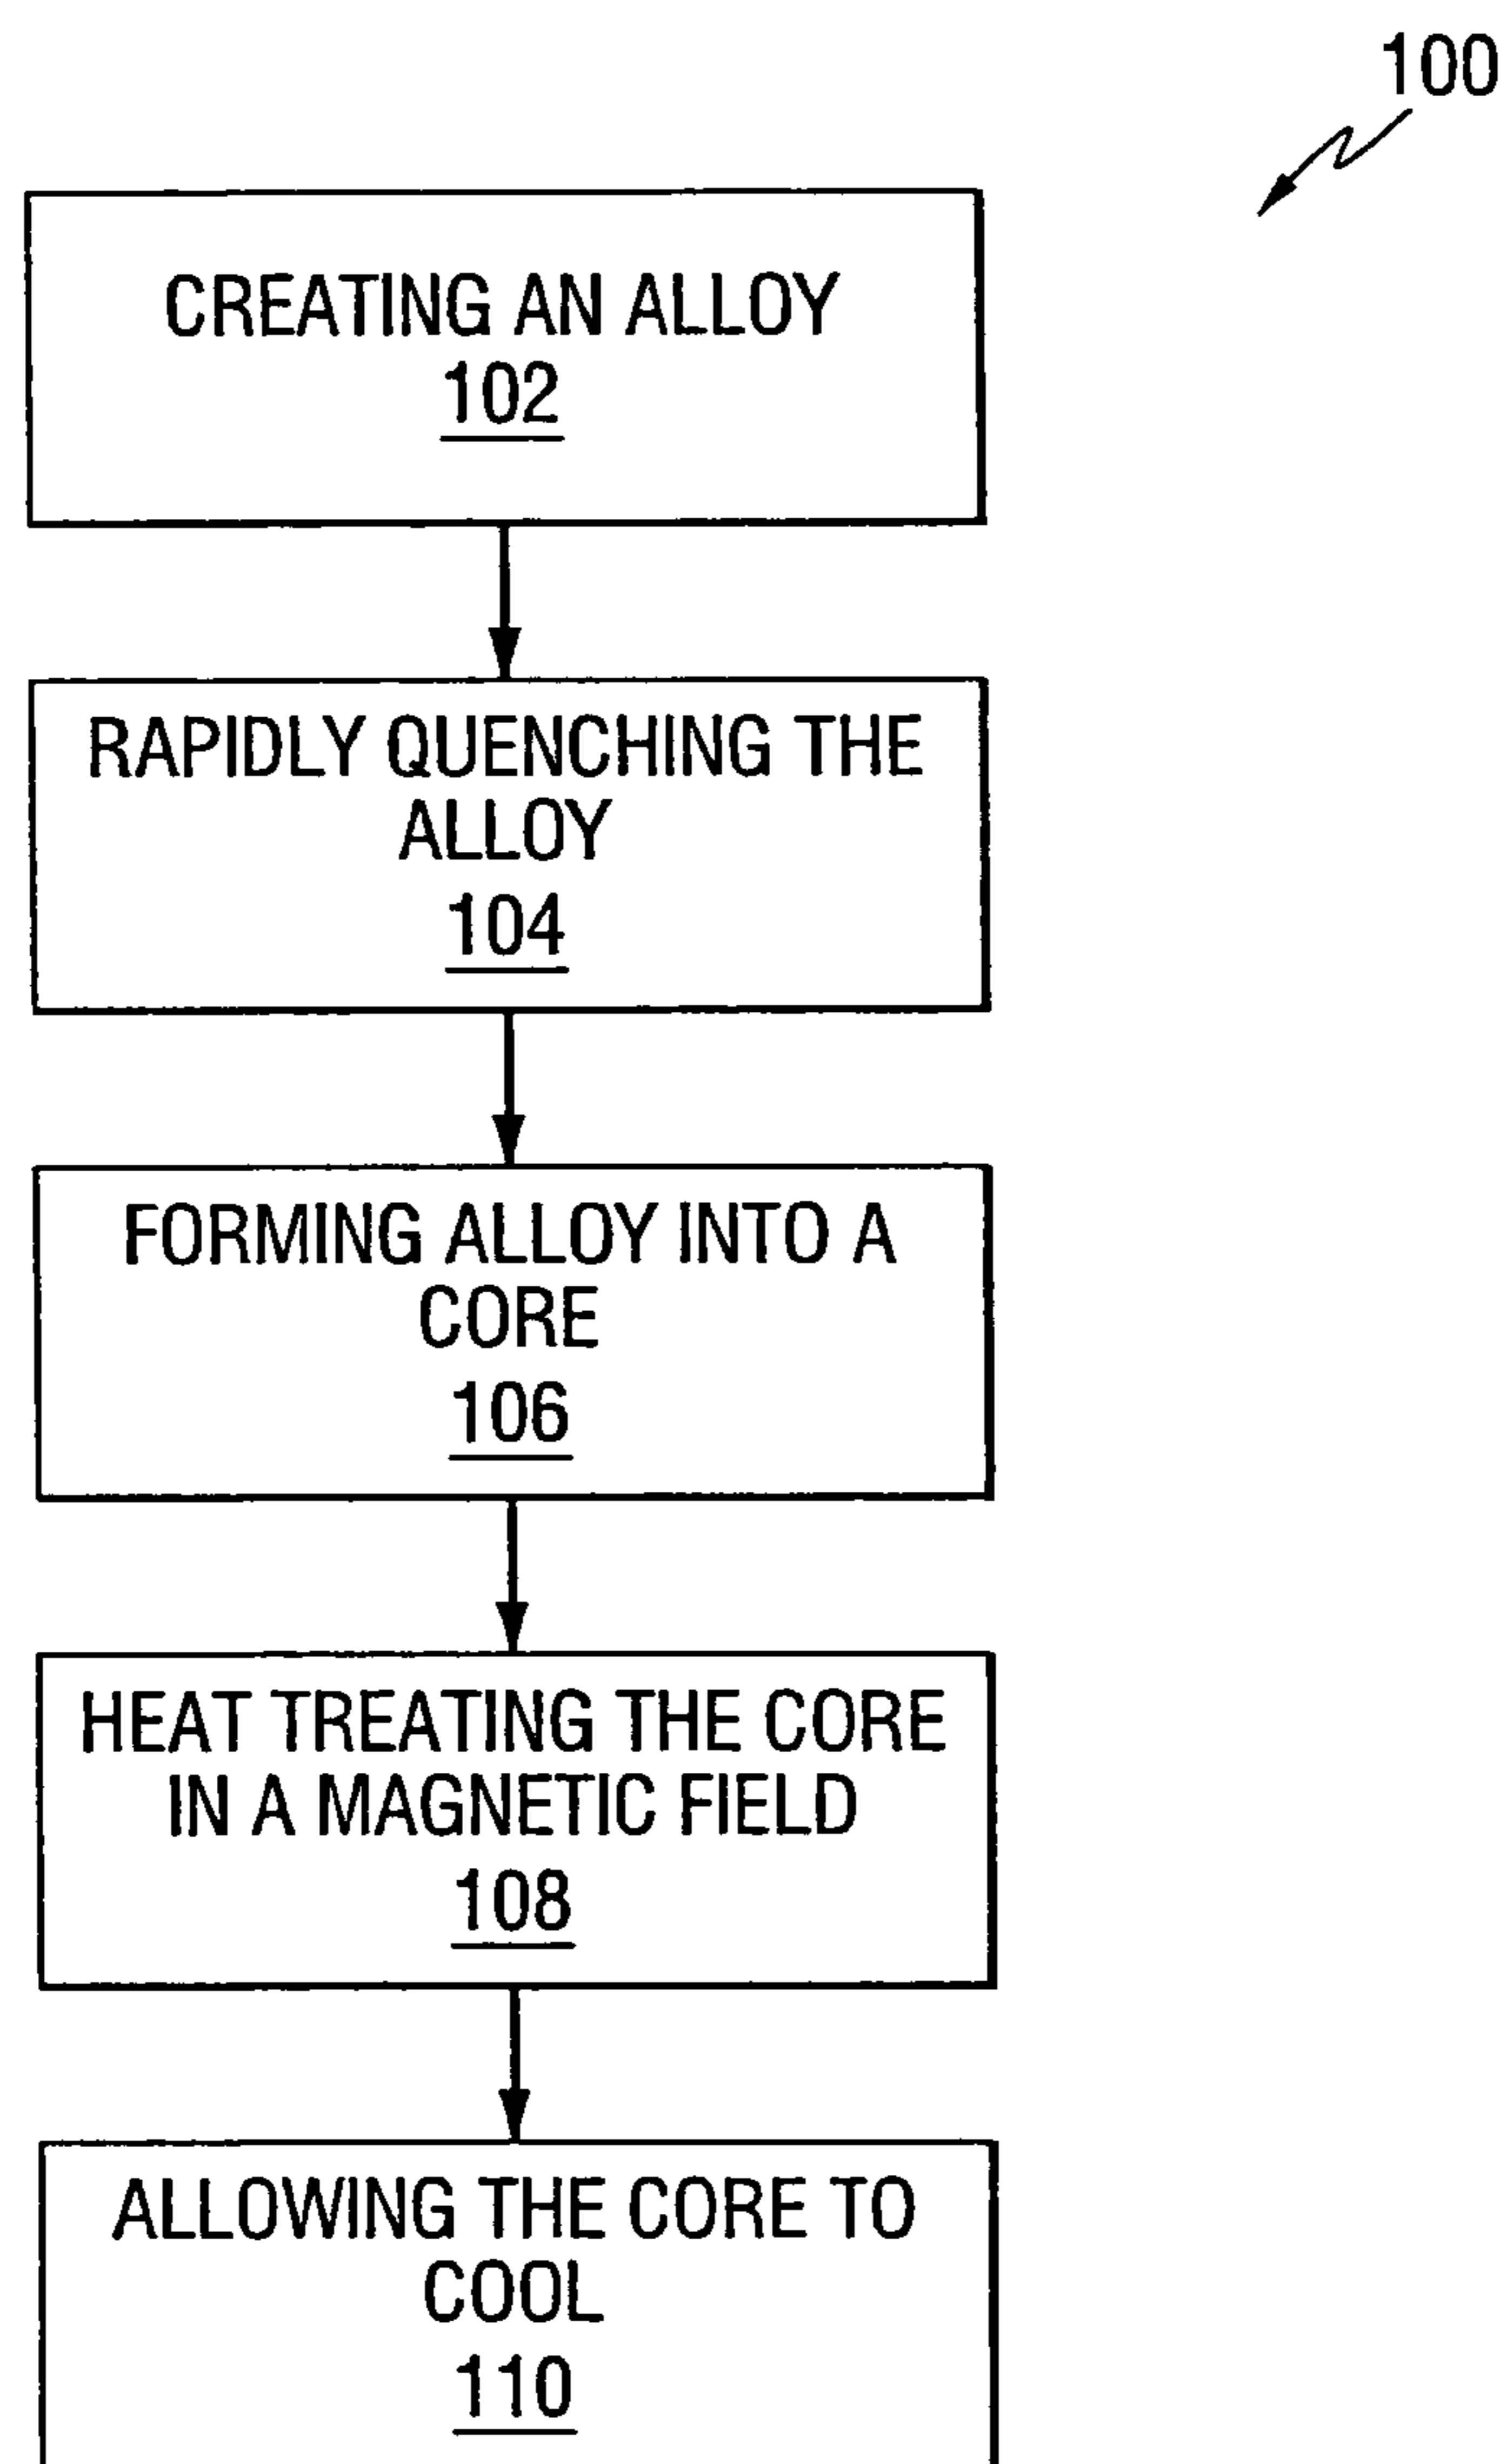 100
CREATING AN ALLOY
102
RAPIDLY QUENCHING THE
ALLOY
104
FORMING ALLOY INTO A
CORE
106
HEAT TREATING THE CORE
IN A MAGNETIC FIELD
108
ALLOWING THE CORE TO
COOL
110